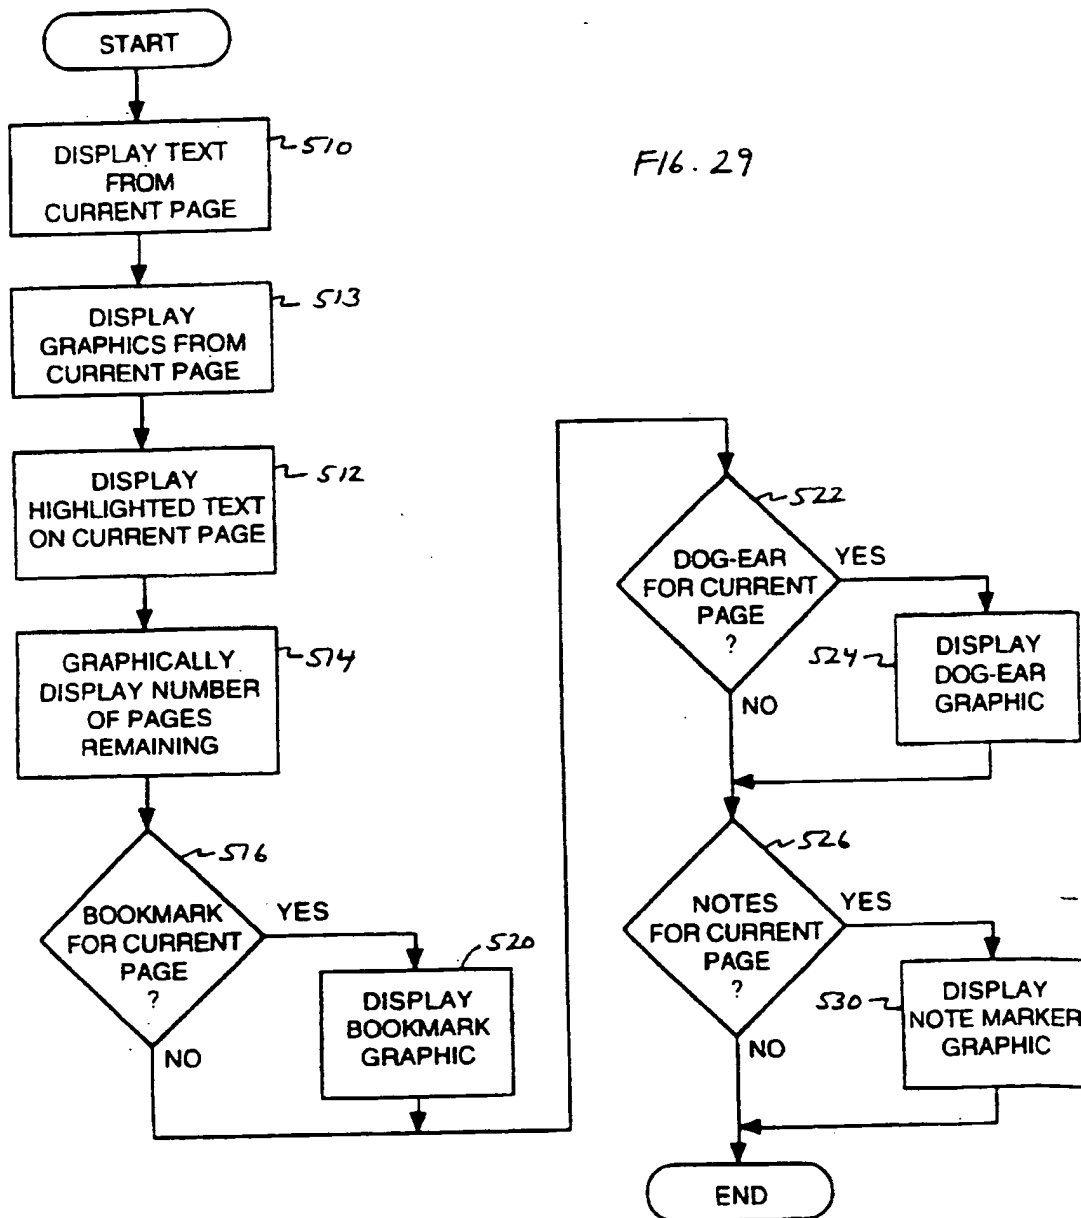 START
DISPLAY TEXT
FROM
CURRENT PAGE
510
FIG. 29
DISPLAY
GRAPHICS FROM
CURRENT PAGE
513
DISPLAY
HIGHLIGHTED TEXT
ON CURRENT PAGE
512
GRAPHICALLY
DISPLAY NUMBER
OF PAGES
REMAINING
514
BOOKMARK
FOR CURRENT
PAGE
?
516
YES
NO
DISPLAY
BOOKMARK
GRAPHIC
520
DOG-EAR
FOR CURRENT
PAGE
?
522
YES
NO
DISPLAY
DOG-EAR
GRAPHIC
524
NOTES
FOR CURRENT
PAGE
?
526
YES
NO
DISPLAY
NOTE MARKER
GRAPHIC
530
END